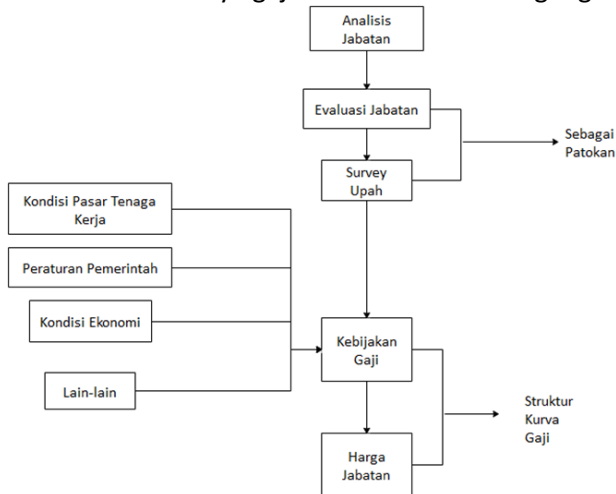 Analisis
Jabatan
Evaluasi Jabatan
Sebagai
Patokan
Survey
Upah
Kondisi Pasar Tenaga
Kerja
Peraturan Pemerintah
Kondisi Ekonomi
Lain-lain
Kebijakan
Gaji
Struktur
Kurva
Gaji
Harga
Jabatan